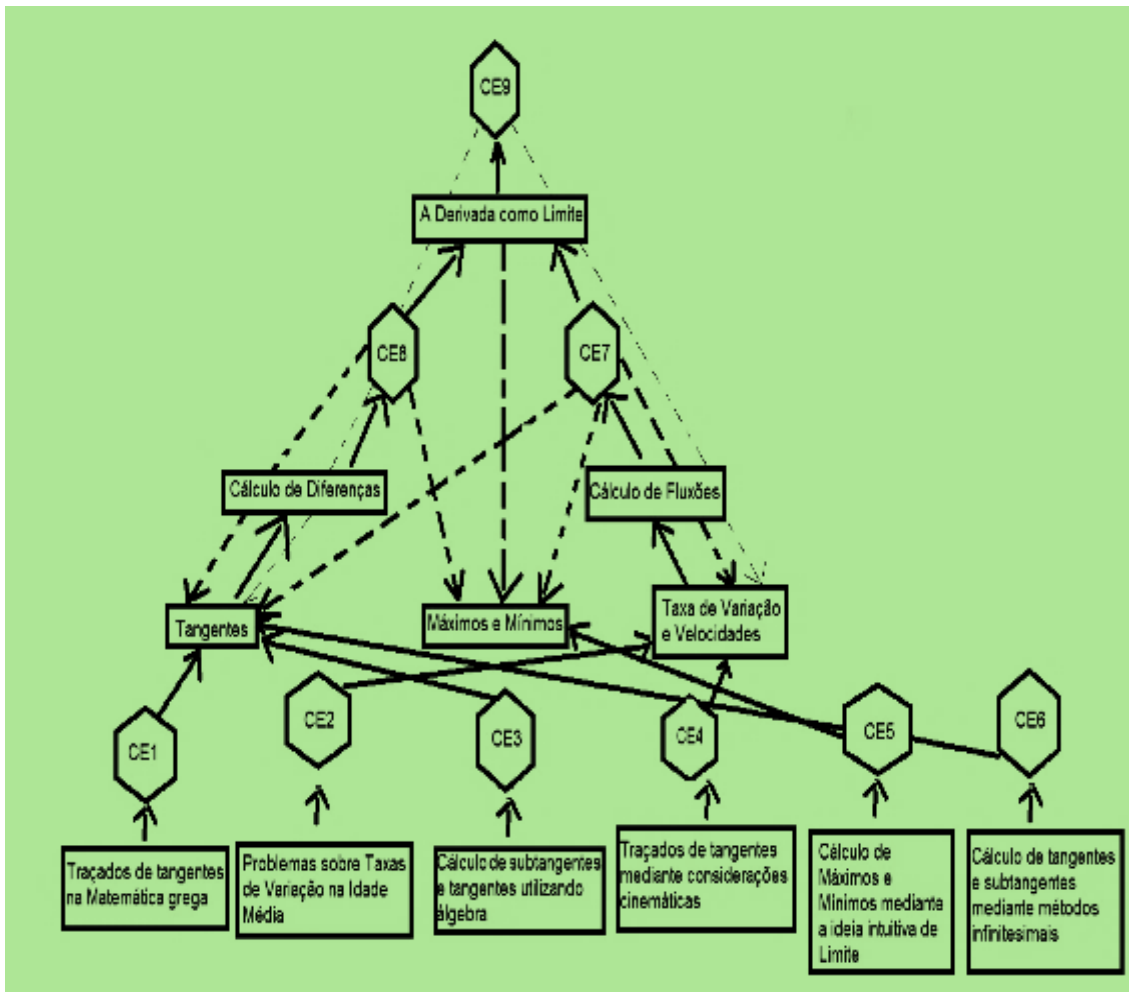 CE9
A Derivada como Limite
CE8
CE7
Cálculo de Diferenças
Cálculo de Fluxões
Tangentes
Máximos e Mínimos
Taxa de Variação
e Velocidades
CE1
CE2
CE3
CE4
CE5
CE6
Traçados de tangentes
na Matemática grega
Problemas sobre Taxas
de Variação na Idade
Média
Cálculo de subtangentes
e tangentes utilizando
álgebra
Traçados de tangentes
mediante considerações
cinemáticas
Cálculo de
Máximos e
Mínimos mediante
a ideia intuitiva de
Limite
Cálculo de tangentes
e subtangentes
mediante métodos
infinitesimais